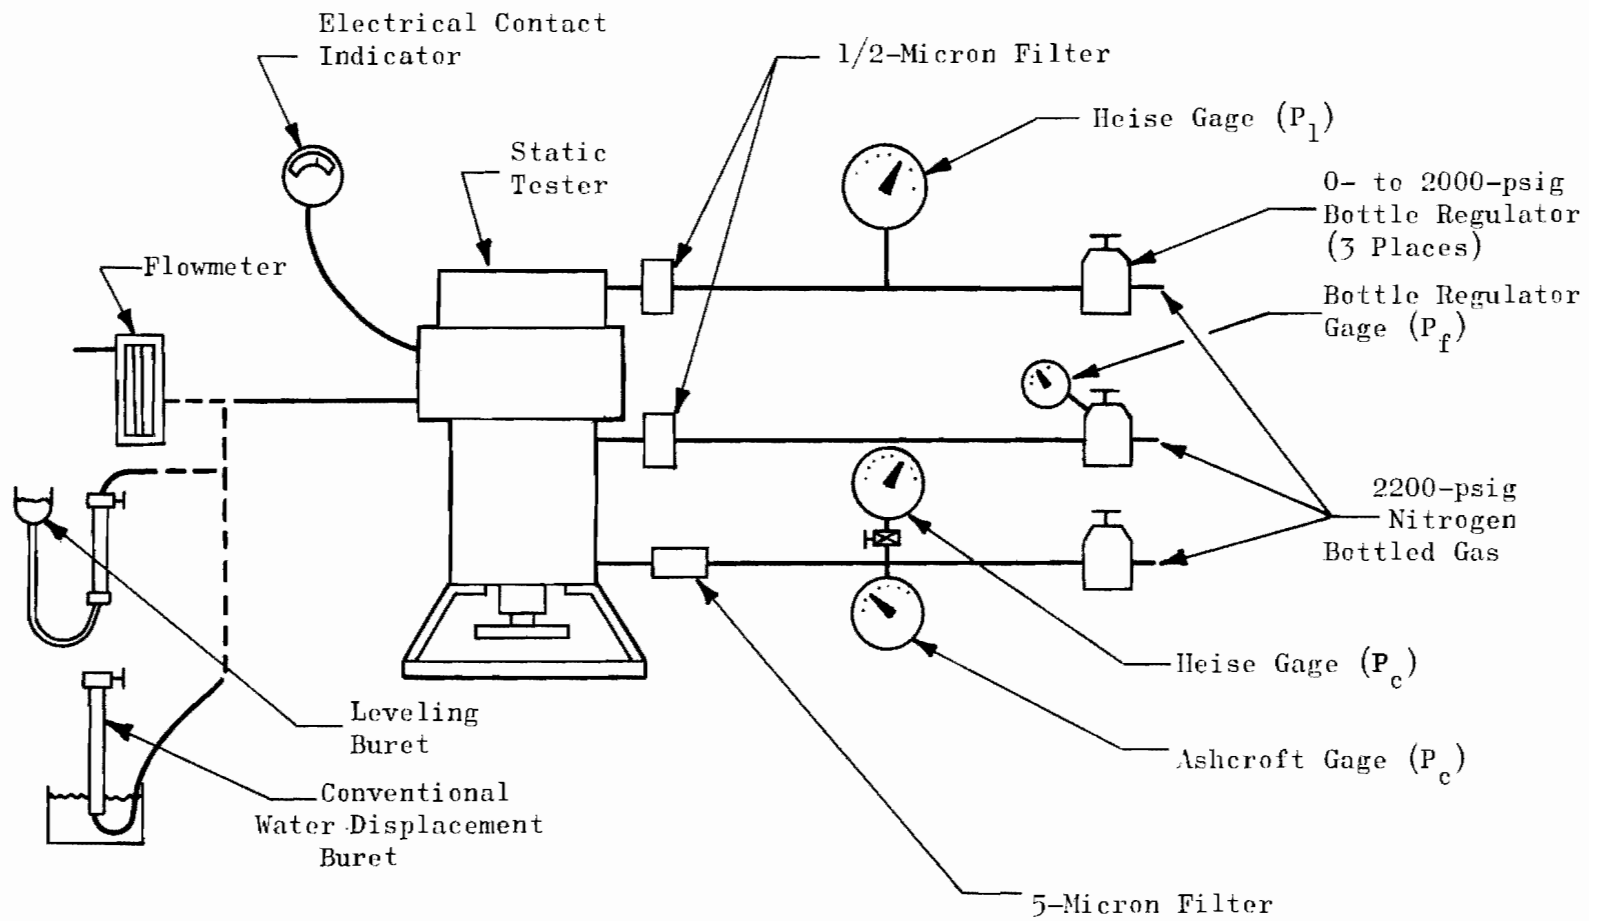 Electrical Contact
Indicator
1/2-Micron Filter
Heise Gage (P1)
Static
Tester
0- to 2000-psig
Bottle Regulator
(3 Places)
Flowmeter
Bottle Regulator
Gage (Pf)
2200-psig
Nitrogen
Bottled Gas
Heise Gage (Pc)
Leveling
Buret
Ashcroft Gage (Pc)
Conventional
Water Displacement
Buret
5-Micron Filter